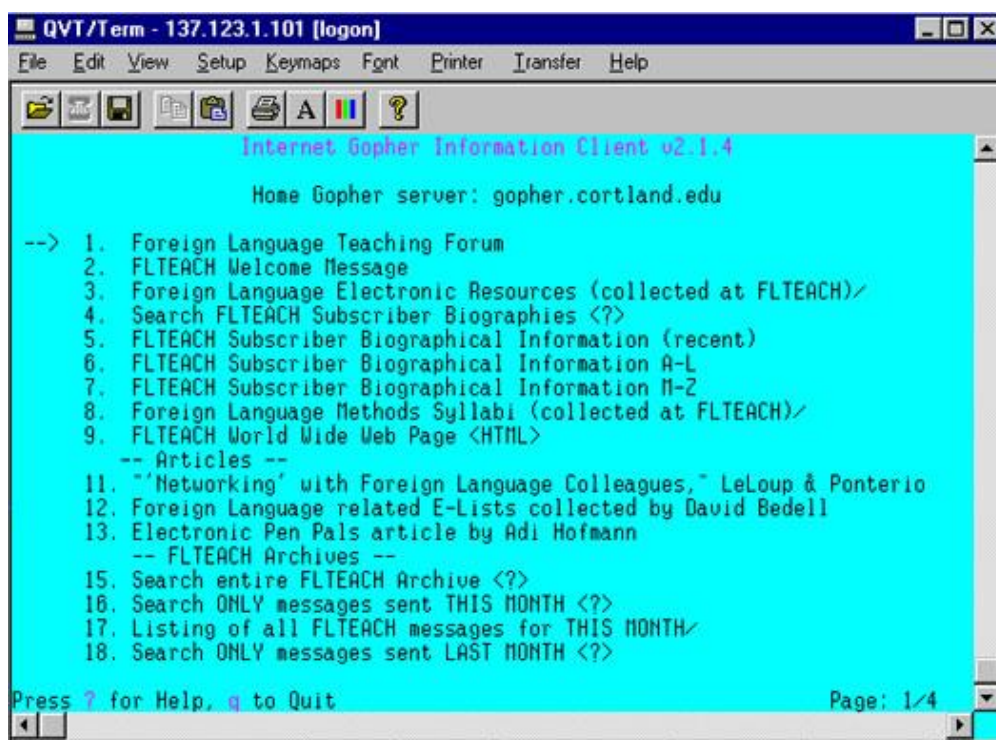 QVT/Term - 137.123.1.101 [logon]
File Edit View Setup Keymaps Font Printer Transfer Help
A ?
Internet Gopher Information Client v2.1.4
Home Gopher server: gopher.cortland.edu
--> 1. Foreign Language Teaching Forum
2. FLTEACH Welcome Message
3. Foreign Language Electronic Resources (collected at FLTEACH)/
4. Search FLTEACH Subscriber Biographies <?>
5. FLTEACH Subscriber Biographical Information (recent)
6. FLTEACH Subscriber Biographical Information A-L
7. FLTEACH Subscriber Biographical Information M-Z
8. Foreign Language Methods Syllabi (collected at FLTEACH)/
9. FLTEACH World Wide Web Page <HTML>
-- Articles --
11. "'Networking' with Foreign Language Colleagues," LeLoup & Ponterio
12. Foreign Language related E-Lists collected by David Bedell
13. Electronic Pen Pals article by Adi Hofmann
-- FLTEACH Archives --
15. Search entire FLTEACH Archive <?>
16. Search ONLY messages sent THIS MONTH <?>
17. Listing of all FLTEACH messages for THIS MONTH/
18. Search ONLY messages sent LAST MONTH <?>
Press ? for Help, q to Quit Page: 1/4